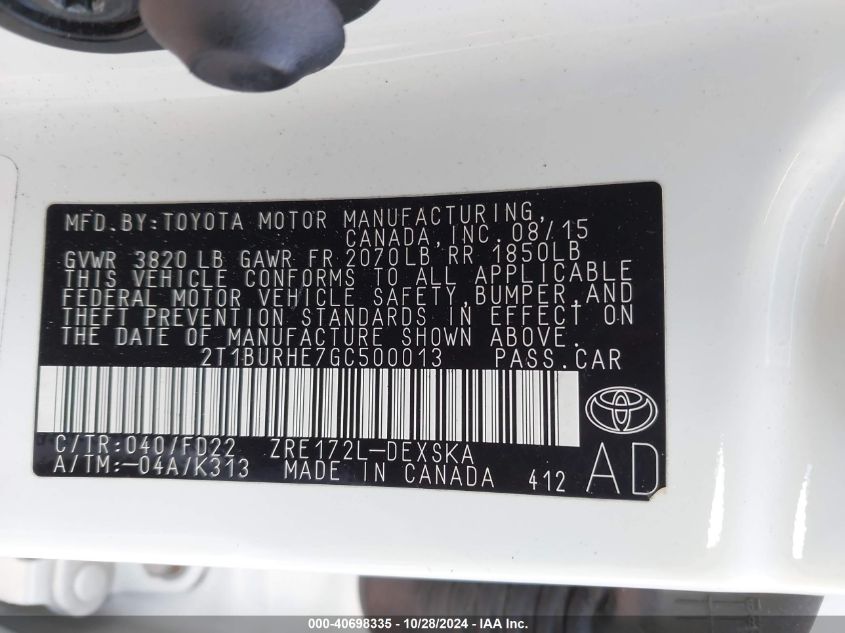 MFD. BY: TOYOTA MOTOR MANUFACTURING,
CANADA, INC. 08/15
GVWR 3820 LB GAWR FR 2070LB RR 1850LB
THIS VEHICLE CONFORMS TO ALL APPLICABLE
FEDERAL MOTOR VEHICLE SAFETY, BUMPER, AND
THEFT PREVENTION STANDARDS IN EFFECT ON
THE DATE OF MANUFACTURE SHOWN ABOVE.
2T1BURHE7GC500013 PASS. CAR
C/TR: 040/FD22 ZRE172L-DEXSKA
A/TM: -04A/K313 MADE IN CANADA 412 AD
000-40698335 - 10/28/2024 - IAA Inc.